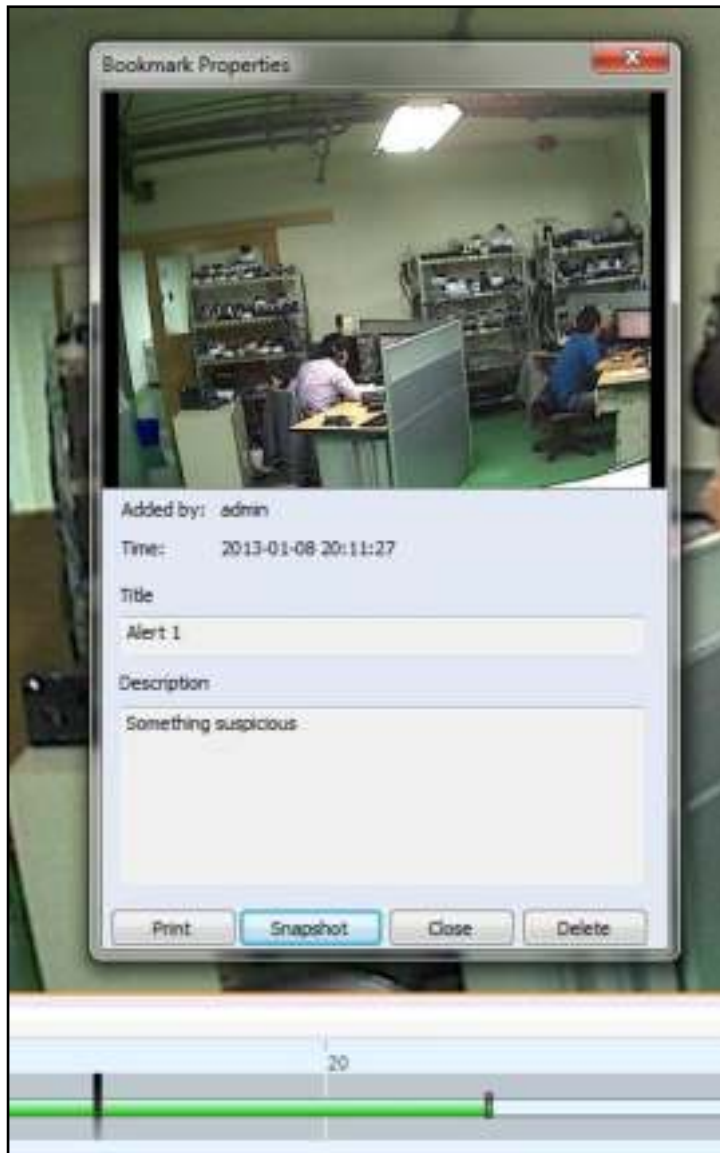 Bookmark Properties
Added by: admin
Time: 2013-01-08 20:11:27
Title
Alert 1
Description
Something suspicious
Print Snapshot Close Delete
20